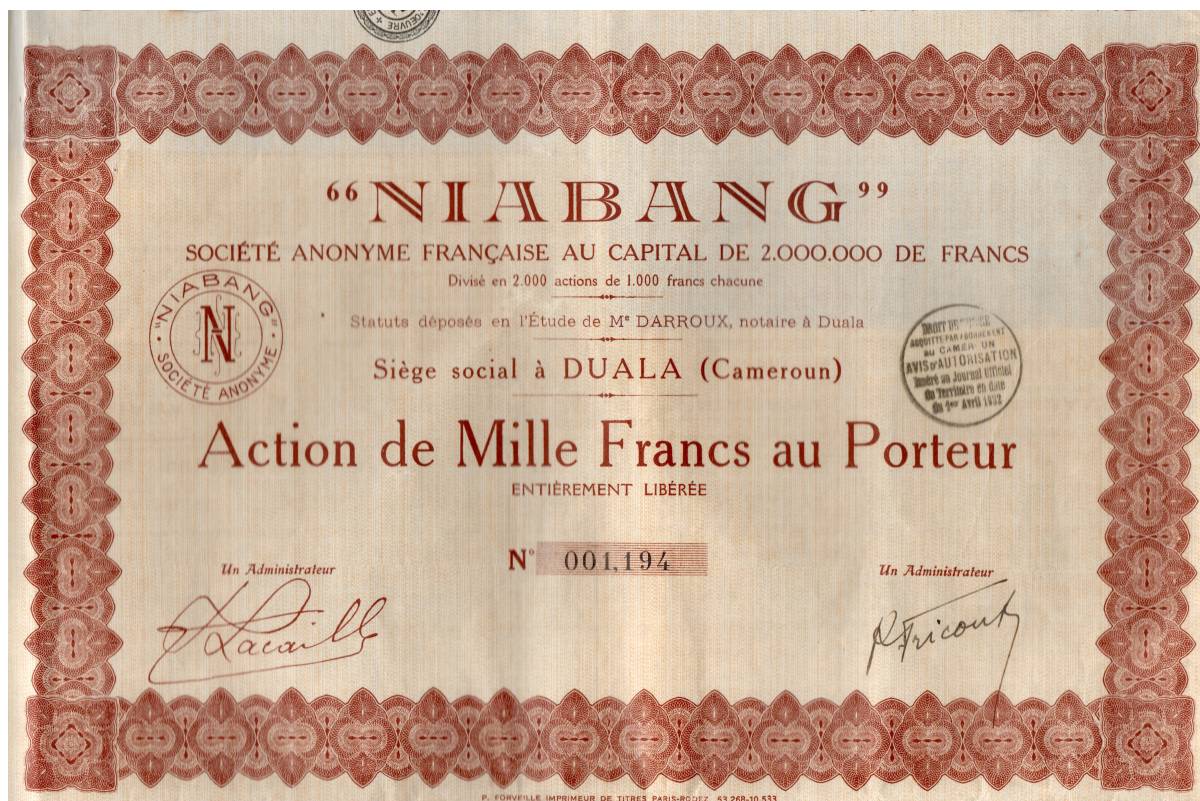 “NIABANG”
SOCIÉTÉ ANONYME FRANÇAISE AU CAPITAL DE 2.000.000 DE FRANCS
Divisé en 2.000 actions de 1.000 francs chacune
Statuts déposés en l'Étude de Me DARROUX, notaire à Duala
Siège social à DUALA (Cameroun)
"NIABANG"
N
SOCIÉTÉ ANONYME
DROIT DE
ACQUITTÉ PAR ABONNEMENT
au CAMEROUN
AVIS D'AUTORISATION
Inséré au Journal Officiel
du Territoire en date
du 1er Avril 1932
Action de Mille Francs au Porteur
ENTIÈREMENT LIBÉRÉE
N° 001,194
Un Administrateur
Un Administrateur
Lacaille
P. FORVEILLE IMPRIMEUR DE TITRES PARIS-RODEZ 53.268-10.533